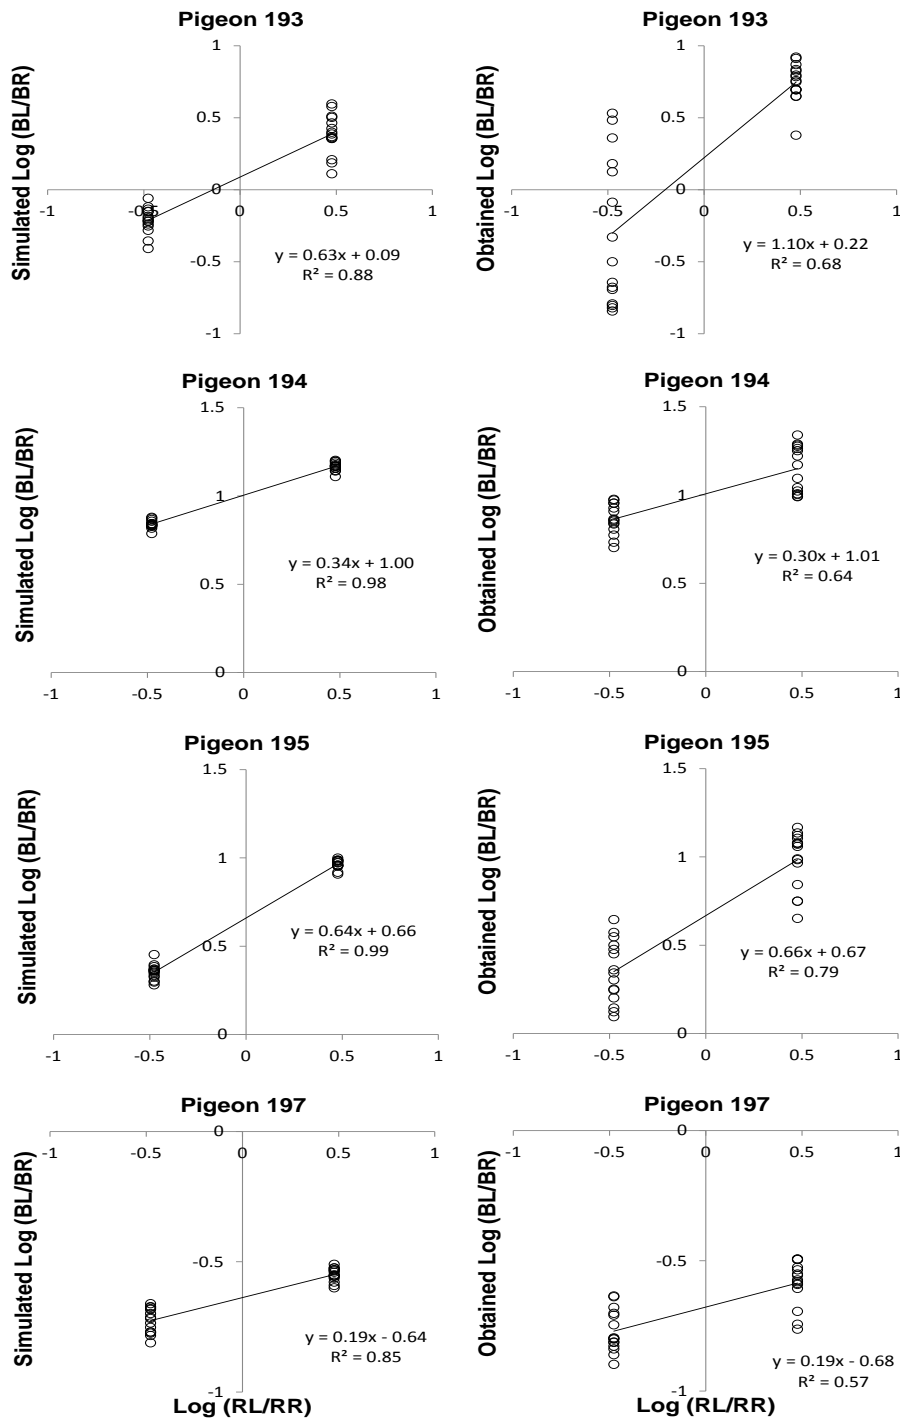 Pigeon 193
Simulated Log (BL/BR)
1
0.5
0
-0.5
-1
-1
-0.5
0
0.5
1
y = 0.63x + 0.09
R² = 0.88
Pigeon 193
Obtained Log (BL/BR)
1
0.5
0
-0.5
-1
-1
-0.5
0
0.5
1
y = 1.10x + 0.22
R² = 0.68
Pigeon 194
Simulated Log (BL/BR)
1.5
1
0.5
0
-1
-0.5
0
0.5
1
y = 0.34x + 1.00
R² = 0.98
Pigeon 194
Obtained Log (BL/BR)
1.5
1
0.5
0
-1
-0.5
0
0.5
1
y = 0.30x + 1.01
R² = 0.64
Pigeon 195
Simulated Log (BL/BR)
1.5
1
0.5
0
-1
-0.5
0
0.5
1
y = 0.64x + 0.66
R² = 0.99
Pigeon 195
Obtained Log (BL/BR)
1.5
1
0.5
0
-1
-0.5
0
0.5
1
y = 0.66x + 0.67
R² = 0.79
Pigeon 197
Simulated Log (BL/BR)
0
-0.5
-1
-1
-0.5
0
0.5
1
y = 0.19x - 0.64
R² = 0.85
Log (RL/RR)
Pigeon 197
Obtained Log (BL/BR)
0
-0.5
-1
-1
-0.5
0
0.5
1
y = 0.19x - 0.68
R² = 0.57
Log (RL/RR)